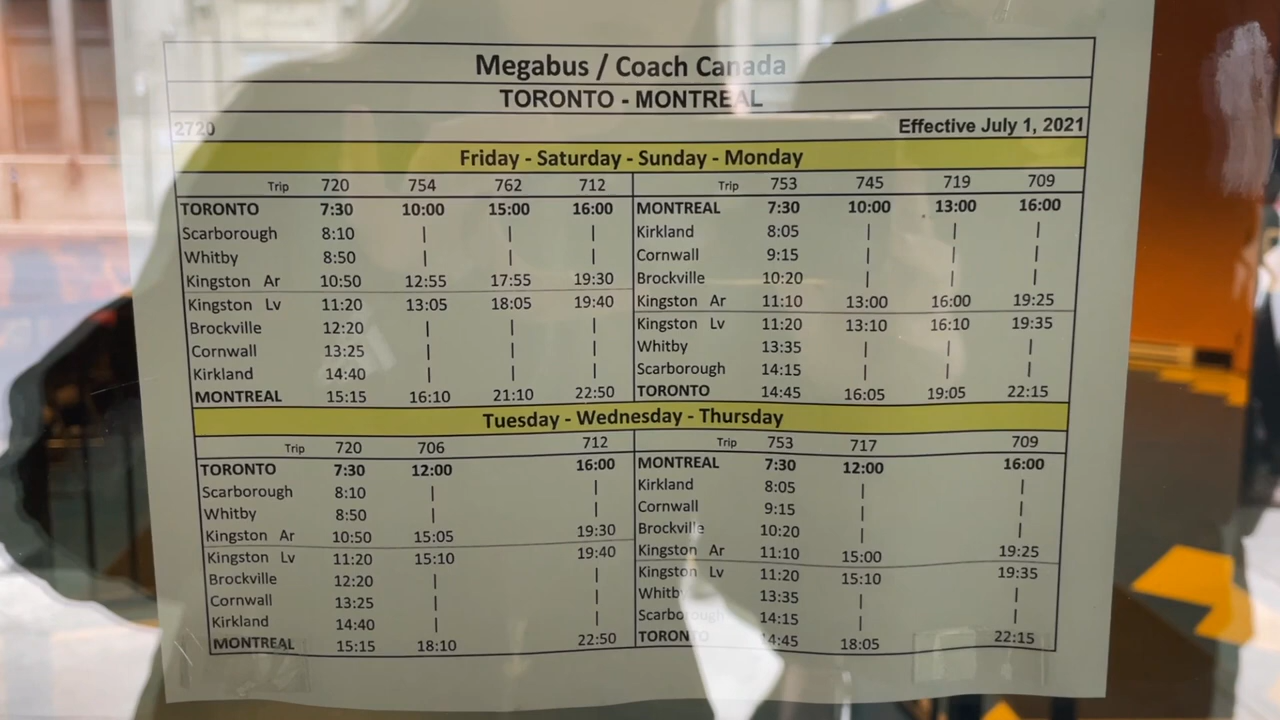 Megabus / Coach Canada
TORONTO - MONTREAL
2720 Effective July 1, 2021
Friday - Saturday - Sunday - Monday
Trip 720 754 762 712 Trip 753 745 719 709
TORONTO 7:30 10:00 15:00 16:00 MONTREAL 7:30 10:00 13:00 16:00
Scarborough 8:10 | | | Kirkland 8:05 | | |
Whitby 8:50 | | | Cornwall 9:15 | | |
Kingston Ar 10:50 12:55 17:55 19:30 Brockville 10:20 | | |
Kingston Lv 11:20 13:05 18:05 19:40 Kingston Ar 11:10 13:00 16:00 19:25
Brockville 12:20 | | | Kingston Lv 11:20 13:10 16:10 19:35
Cornwall 13:25 | | | Whitby 13:35 | | |
Kirkland 14:40 | | | Scarborough 14:15 | | |
MONTREAL 15:15 16:10 21:10 22:50 TORONTO 14:45 16:05 19:05 22:15
Tuesday - Wednesday - Thursday
Trip 720 706 712 Trip 753 717 709
TORONTO 7:30 12:00 16:00 MONTREAL 7:30 12:00 16:00
Scarborough 8:10 | | Kirkland 8:05 | |
Whitby 8:50 | | Cornwall 9:15 | |
Kingston Ar 10:50 15:05 19:30 Brockville 10:20 | |
Kingston Lv 11:20 15:10 19:40 Kingston Ar 11:10 15:00 19:25
Brockville 12:20 | | Kingston Lv 11:20 15:10 19:35
Cornwall 13:25 | | Whitby 13:35 | |
Kirkland 14:40 | | Scarborough 14:15 | |
MONTREAL 15:15 18:10 22:50 TORONTO 14:45 18:05 22:15